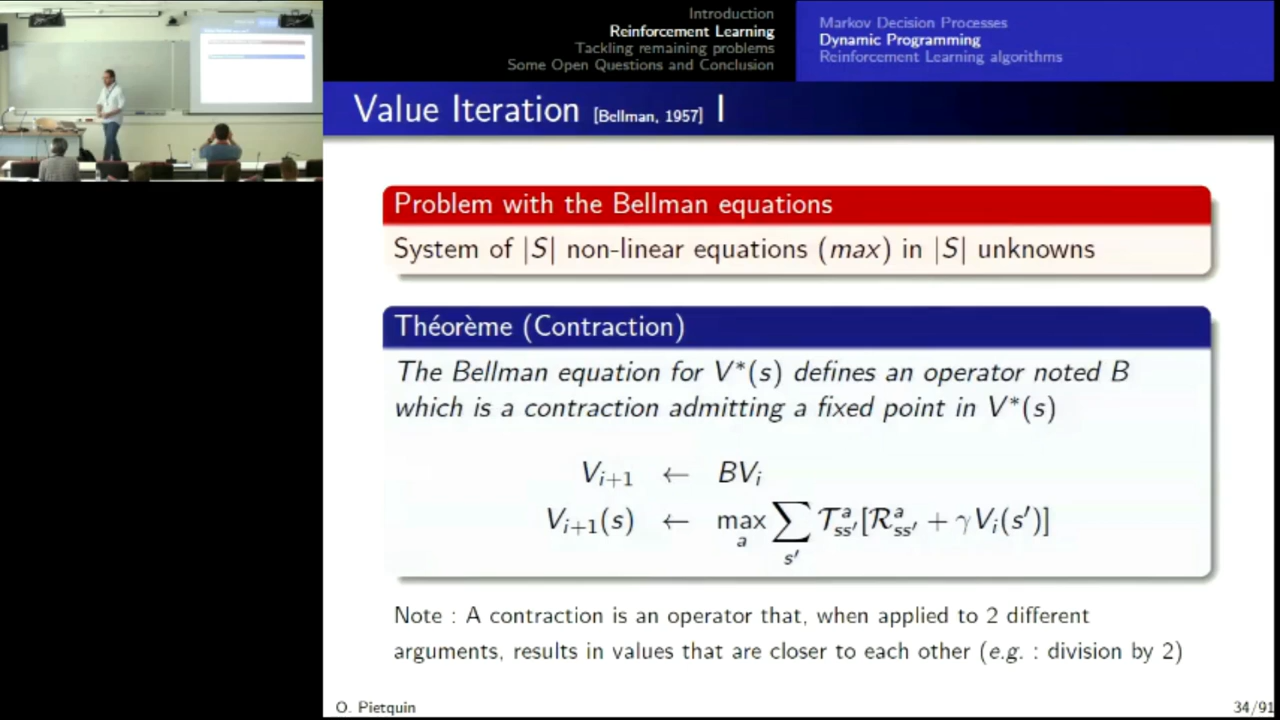 Introduction
Reinforcement Learning
Tackling remaining problems
Some Open Questions and Conclusion
Markov Decision Processes
Dynamic Programming
Reinforcement Learning algorithms
Value Iteration [Bellman, 1957] I
Problem with the Bellman equations
System of |S| non-linear equations (max) in |S| unknowns
Théorème (Contraction)
The Bellman equation for V*(s) defines an operator noted B
which is a contraction admitting a fixed point in V*(s)
V_{i+1} ← BV_i
V_{i+1}(s) ← max_a ∑_{s′} 𝒯^a_{ss′}[ℛ^a_{ss′} + γV_i(s′)]
Note : A contraction is an operator that, when applied to 2 different
arguments, results in values that are closer to each other (e.g. : division by 2)
O. Pietquin
34/91